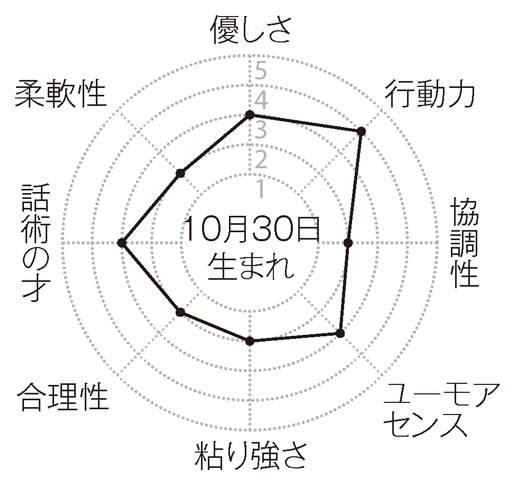 優しさ
5
4
3
2
1
行動力
協調性
ユーモア
センス
粘り強さ
合理性
話術の才
柔軟性
10月30日
生まれ